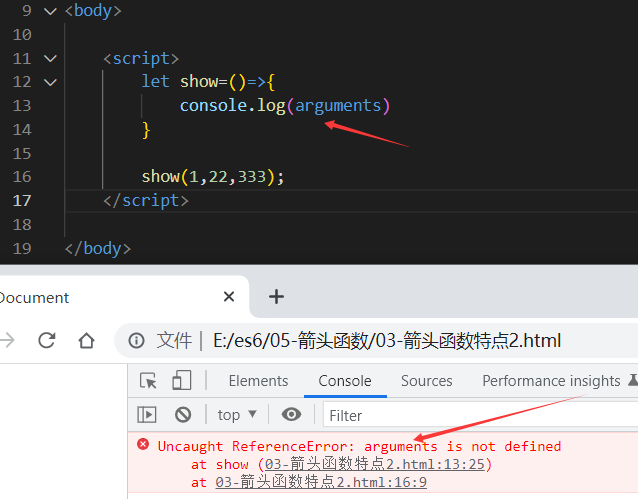 9 <body>
10
11 <script>
12 let show=()=>{
13 console.log(arguments)
14 }
15
16 show(1,22,333);
17 </script>
18
19 </body>
Document
文件 E:/es6/05-箭头函数/03-箭头函数特点2.html
Elements Console Sources Performance insights
top Filter
Uncaught ReferenceError: arguments is not defined
at show (03-箭头函数特点2.html:13:25)
at 03-箭头函数特点2.html:16:9